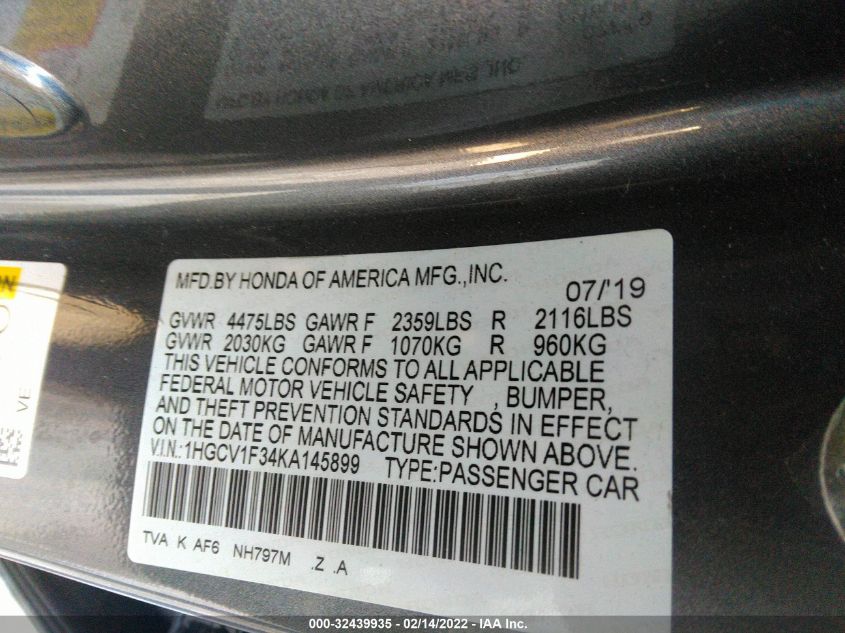 MFD.BY HONDA OF AMERICA MFG.,INC. 07/'19
GVWR 4475LBS GAWR F 2359LBS R 2116LBS
GVWR 2030KG GAWR F 1070KG R 960KG
THIS VEHICLE CONFORMS TO ALL APPLICABLE
FEDERAL MOTOR VEHICLE SAFETY , BUMPER,
AND THEFT PREVENTION STANDARDS IN EFFECT
ON THE DATE OF MANUFACTURE SHOWN ABOVE.
V.I.N.:1HGCV1F34KA145899 TYPE:PASSENGER CAR
TVA K AF6 NH797M .Z .A
VE
000-32439935 - 02/14/2022 - IAA Inc.